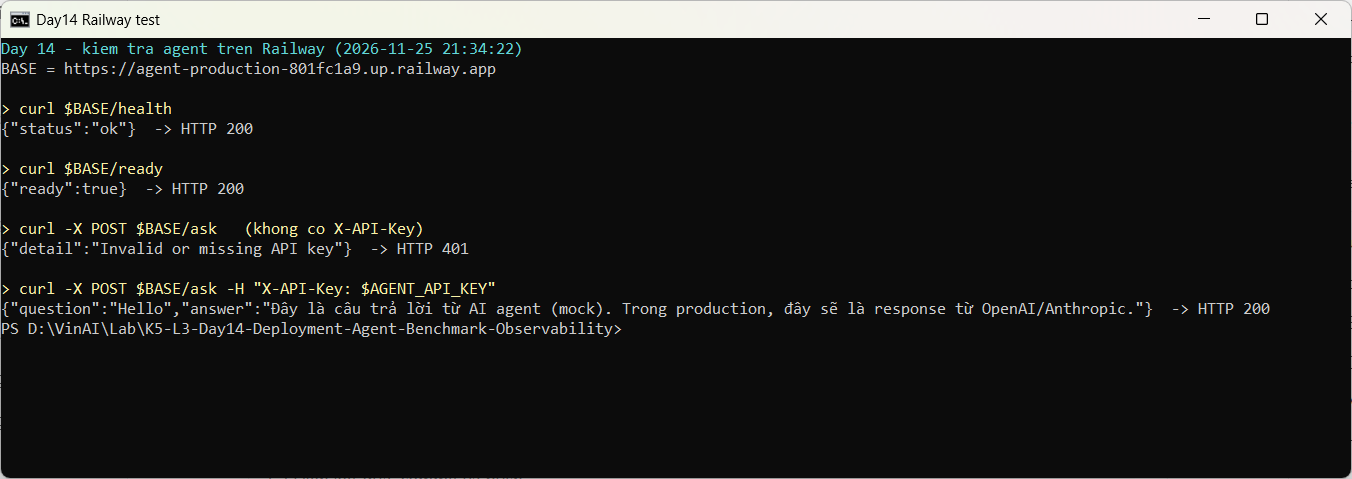 Day14 Railway test
Day 14 - kiem tra agent tren Railway (2026-11-25 21:34:22)
BASE = https://agent-production-801fc1a9.up.railway.app
> curl $BASE/health
{"status":"ok"}  -> HTTP 200
> curl $BASE/ready
{"ready":true}  -> HTTP 200
> curl -X POST $BASE/ask   (khong co X-API-Key)
{"detail":"Invalid or missing API key"}  -> HTTP 401
> curl -X POST $BASE/ask -H "X-API-Key: $AGENT_API_KEY"
{"question":"Hello","answer":"Đây là câu trả lời từ AI agent (mock). Trong production, đây sẽ là response từ OpenAI/Anthropic."}  -> HTTP 200
PS D:\VinAI\Lab\K5-L3-Day14-Deployment-Agent-Benchmark-Observability>